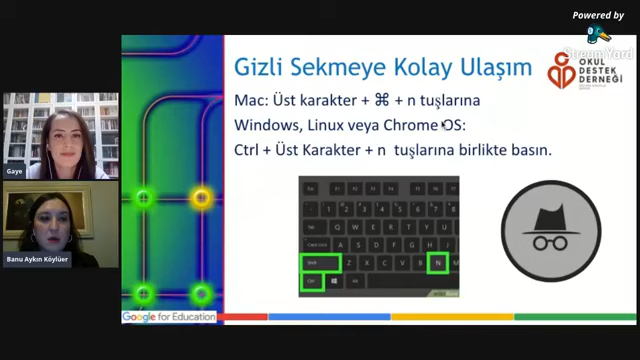 Powered by
StreamYard
Gizli Sekmeye Kolay Ulaşım
OKUL
DESTEK
DERNEĞİ
Mac: Üst karakter + ⌘ + n tuşlarına
Windows, Linux veya Chrome OS:
Ctrl + Üst Karakter + n tuşlarına birlikte basın.
Gaye
Banu Aykın Köylüer
Google for Education